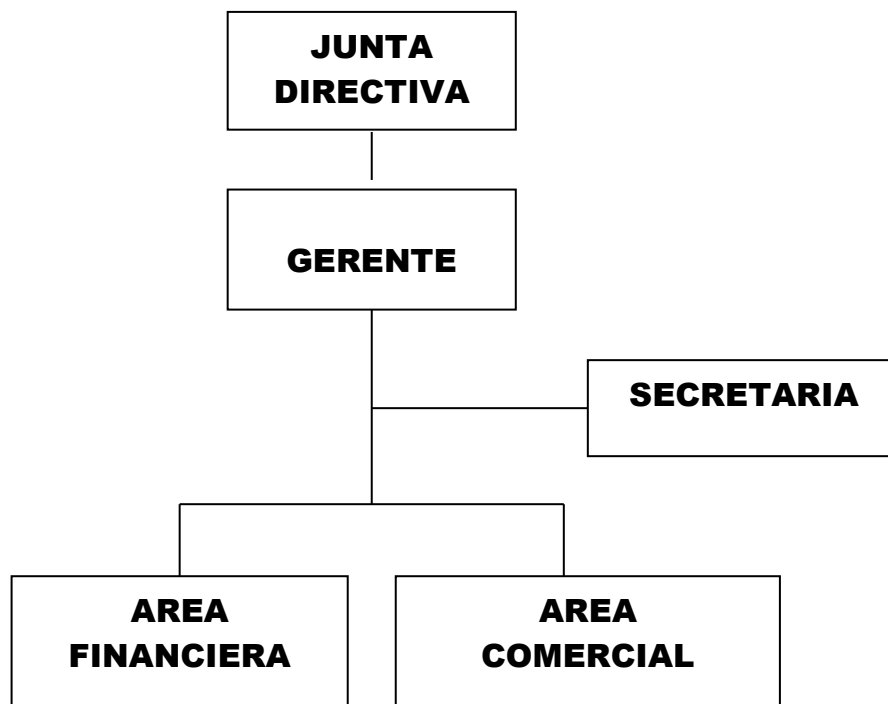 JUNTA
DIRECTIVA
GERENTE
SECRETARIA
AREA
FINANCIERA
AREA
COMERCIAL